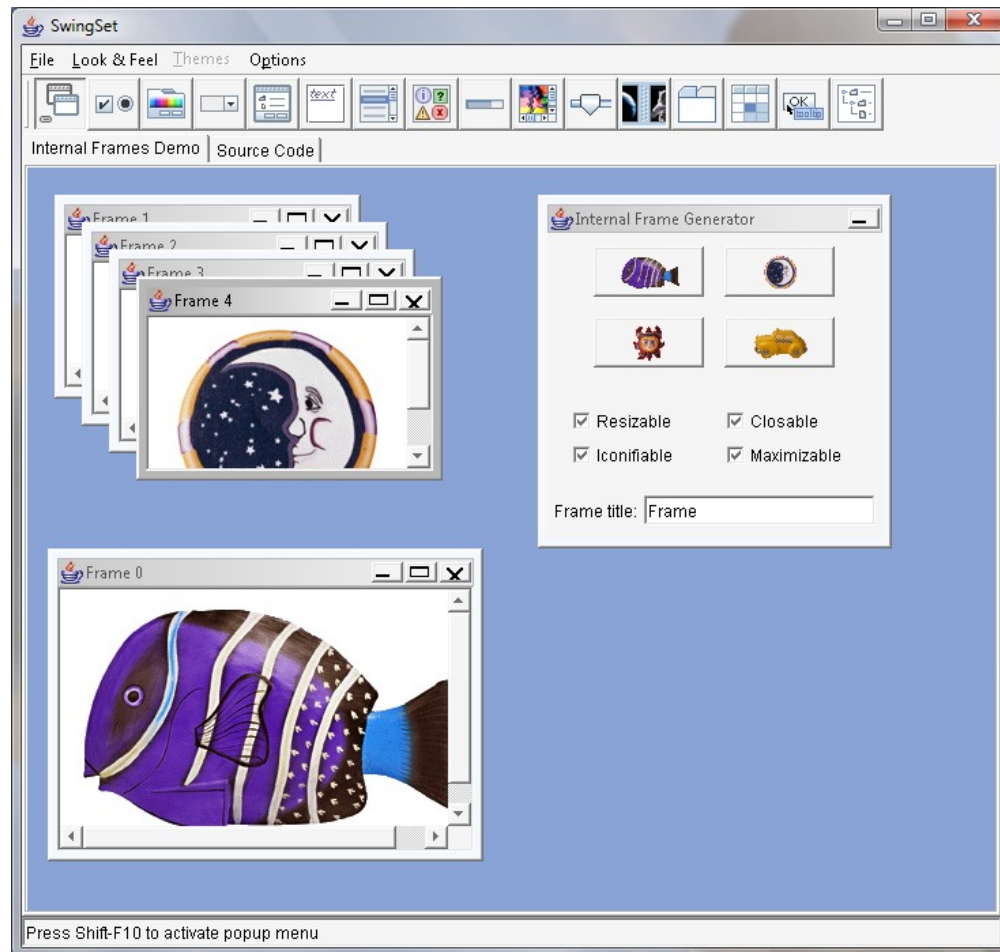 SwingSet
File Look & Feel Themes Options
text
OK
tooltip
Internal Frames Demo Source Code
Frame 1
Frame 2
Frame 3
Frame 4
Internal Frame Generator
Resizable Closable
Iconifiable Maximizable
Frame title: Frame
Frame 0
Press Shift-F10 to activate popup menu